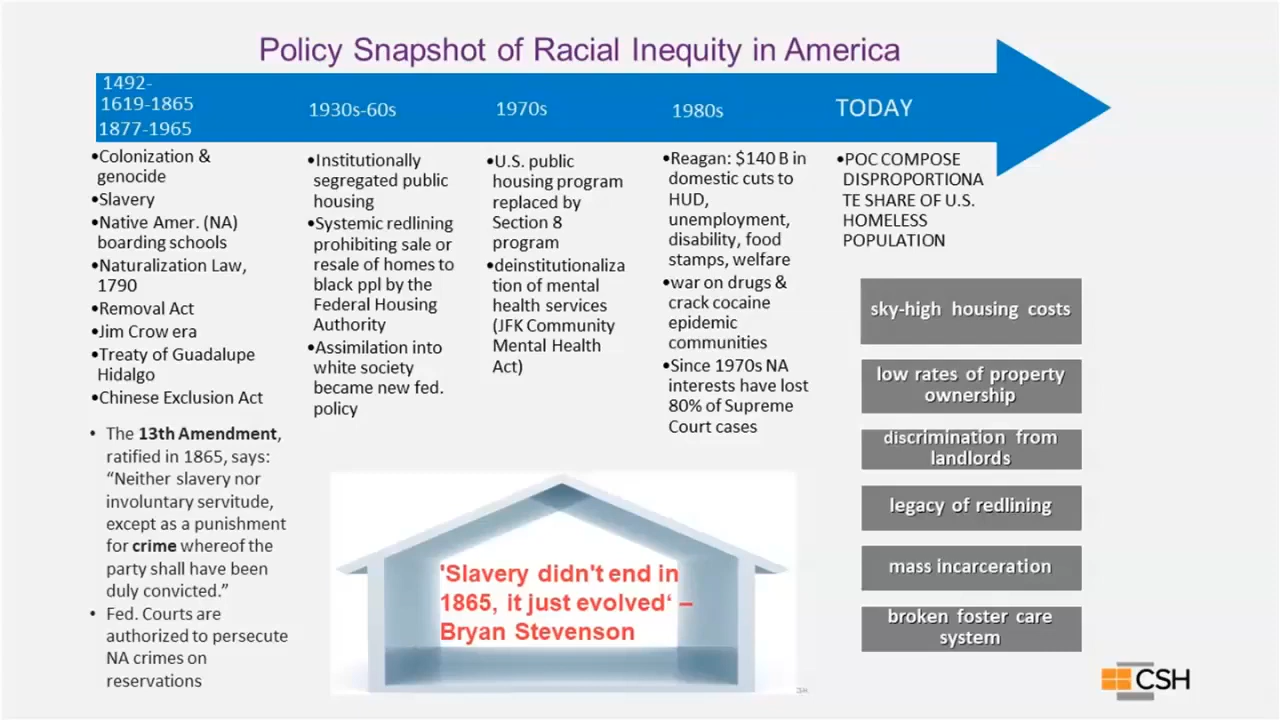 Policy Snapshot of Racial Inequity in America
1492-
1619-1865
1877-1965
1930s-60s
1970s
1980s
TODAY
•Colonization &
genocide
•Slavery
•Native Amer. (NA)
boarding schools
•Naturalization Law,
1790
•Removal Act
•Jim Crow era
•Treaty of Guadalupe
Hidalgo
•Chinese Exclusion Act
• The 13th Amendment,
ratified in 1865, says:
“Neither slavery nor
involuntary servitude,
except as a punishment
for crime whereof the
party shall have been
duly convicted.”
• Fed. Courts are
authorized to persecute
NA crimes on
reservations
•Institutionally
segregated public
housing
•Systemic redlining
prohibiting sale or
resale of homes to
black ppl by the
Federal Housing
Authority
•Assimilation into
white society
became new fed.
policy
•U.S. public
housing program
replaced by
Section 8
program
•deinstitutionaliza
tion of mental
health services
(JFK Community
Mental Health
Act)
•Reagan: $140 B in
domestic cuts to
HUD,
unemployment,
disability, food
stamps, welfare
•war on drugs &
crack cocaine
epidemic
communities
•Since 1970s NA
interests have lost
80% of Supreme
Court cases
•POC COMPOSE
DISPROPORTIONA
TE SHARE OF U.S.
HOMELESS
POPULATION
sky-high housing costs
low rates of property
ownership
discrimination from
landlords
legacy of redlining
mass incarceration
broken foster care
system
'Slavery didn't end in
1865, it just evolved‘ –
Bryan Stevenson
CSH